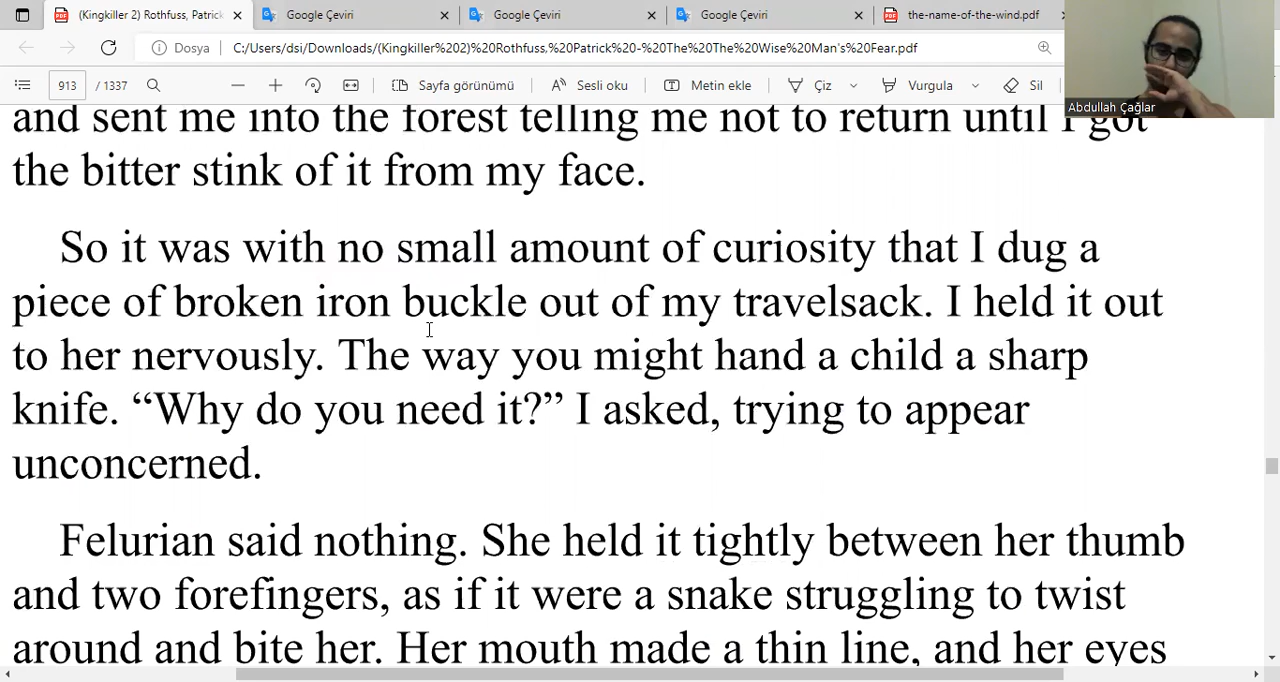 (Kingkiller 2) Rothfuss, Patrick
Google Çeviri
Google Çeviri
Google Çeviri
the-name-of-the-wind.pdf
Dosya
C:/Users/dsi/Downloads/(Kingkiller%202)%20Rothfuss,%20Patrick%20-%20The%20The%20Wise%20Man's%20Fear.pdf
913 / 1337
Sayfa görünümü
Sesli oku
Metin ekle
Çiz
Vurgula
Sil
Abdullah Çağlar
and sent me into the forest telling me not to return until I got
the bitter stink of it from my face.
So it was with no small amount of curiosity that I dug a
piece of broken iron buckle out of my travelsack. I held it out
to her nervously. The way you might hand a child a sharp
knife. “Why do you need it?” I asked, trying to appear
unconcerned.
Felurian said nothing. She held it tightly between her thumb
and two forefingers, as if it were a snake struggling to twist
around and bite her. Her mouth made a thin line, and her eyes